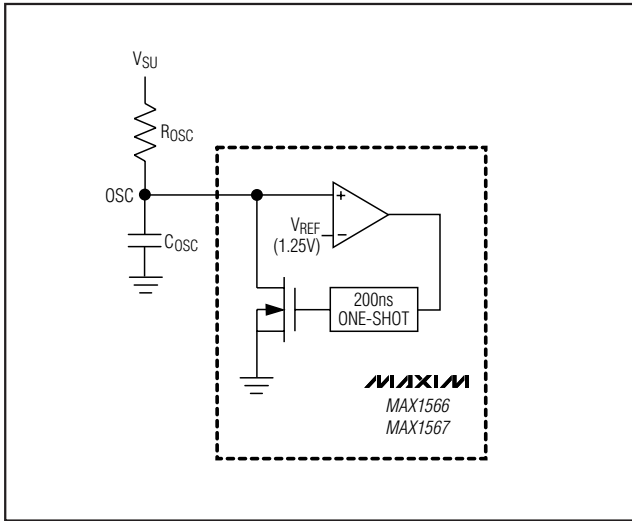 VSU
ROSC
OSC
COSC
+
VREF
(1.25V)
−
200ns
ONE-SHOT
MAXIM
MAX1566
MAX1567